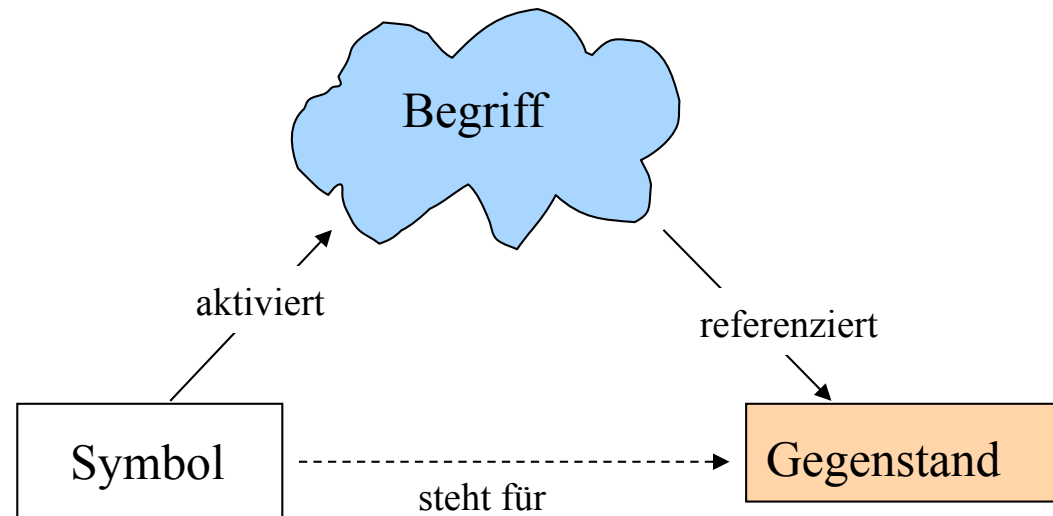 Begriff
aktiviert
referenziert
Symbol
Gegenstand
steht für